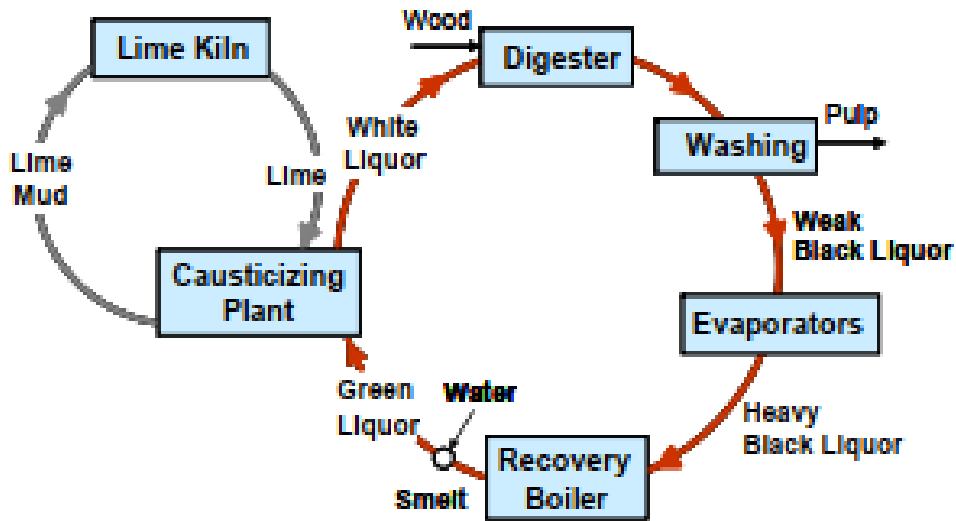 Wood
Lime Kiln
Digester
White
Liquor
Pulp
Washing
Lime
Mud
Lime
Weak
Black Liquor
Causticizing
Plant
Evaporators
Green
Liquor
Water
Heavy
Black Liquor
Recovery
Boiler
Smelt